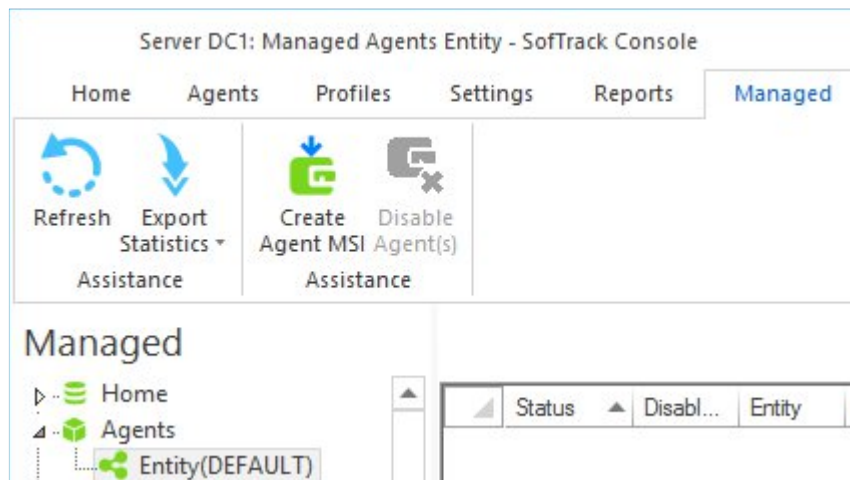 Server DC1: Managed Agents Entity - SofTrack Console
Home Agents Profiles Settings Reports Managed
Refresh Export Statistics Create Agent MSI Disable Agent(s)
Assistance Assistance
Managed
Home
Status Disabl... Entity
Agents
Entity(DEFAULT)